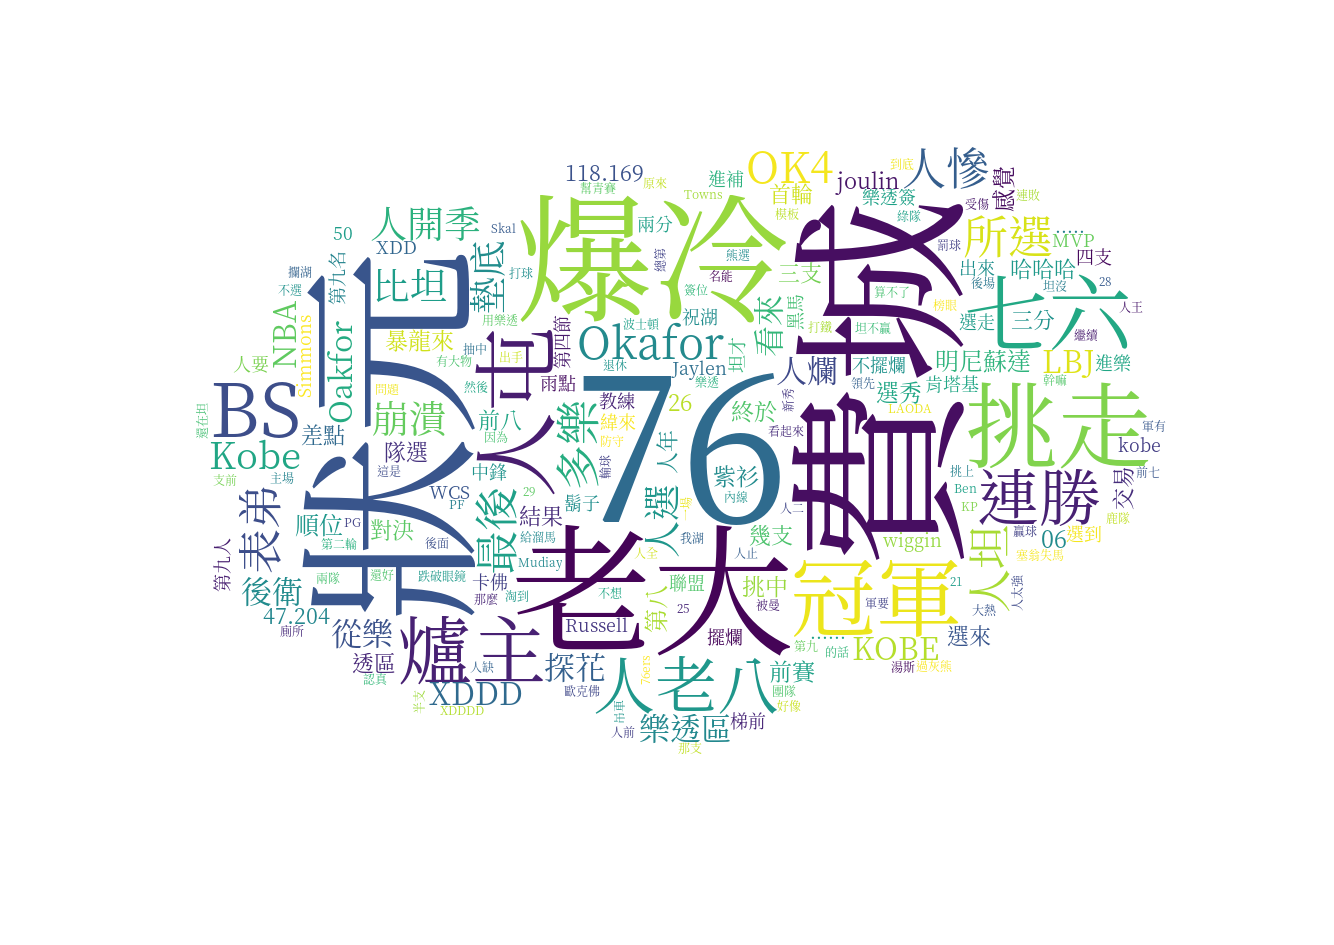 118.169
OK4
人慘
到底
幫青賽
原來
進補
首輪
joulin
感覺
Towns
樂透簽
受傷
連敗
模板
人開季
Skal
爆冷
兩分
綠隊
所選
......
50
XDD
熊選
罰球
MVP
四支
總第
墊底
攔湖
第九名
比坦
打球
名能
三支
出來
哈哈哈
後場
坦沒
28
不選
簽位
算不了
七六
NBA
用樂透
祝湖
黑馬
榜眼
人王
Simmons
Okafor
波士頓
看來
打鐵
坦不贏
選走
三分
繼續
暴龍來
抽中
第四節
出手
坦才
不擺爛
明尼蘇達
人要
有大物
退休
Jaylen
人爛
領先
LBJ
進樂
Oakfor
問題
然後
雨點
樂透
選秀
肯塔基
幹嘛
BS
76
挑走
還在坦
崩潰
前八
教練
26
終於
新秀
LAODA
差點
多樂
緯來
看起來
軍有
因為
防守
Kobe
隊選
人年
kobe
主場
這是
中鋒
輸球
紫衫
挑上
前七
支前
連勝
交易
表弟
WCS
29
鬍子
內線
Ben
PF
最後
人選
KP
鹿隊
順位
PG
對決
結果
人二
06
選到
第二輪
後面
給溜馬
幾支
我湖
贏球
wiggin
人坦
第九人
老大
人全
人止
塞翁失馬
Mudiay
兩隊
還好
跌破眼鏡
卡佛
聯盟
挑中
冠軍
21
後衛
那麼
淘到
不想
被曼
軍要
大熱
人太強
47.204
第八
25
廁所
從樂
爐主
Russell
擺爛
......
KOBE
選來
第九
的話
透區
人缺
探花
76ers
人老八
前賽
湯斯
過灰熊
認真
歐克佛
團隊
XDDD
半支
XDDDD
吊車
樂透區
梯前
好像
人前
那支